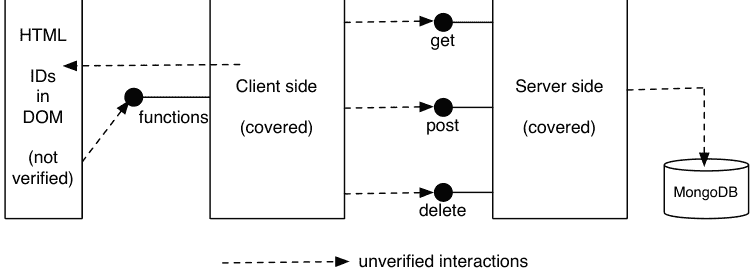 HTML
IDs
in
DOM
(not
verified)
functions
Client side
(covered)
get
post
delete
Server side
(covered)
MongoDB
unverified interactions